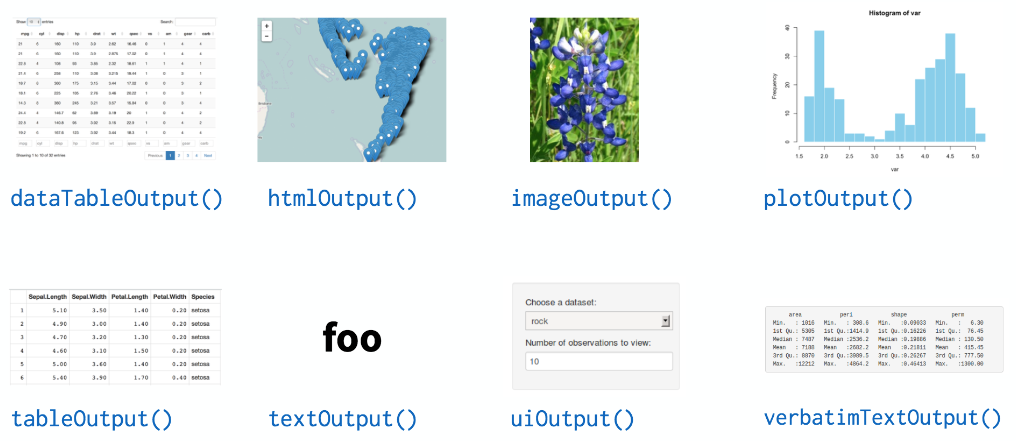 Show 10 entries Search:
mpg cyl disp hp drat wt qsec vs am gear carb
21 6 160 110 3.9 2.62 16.46 0 1 4 4
21 6 160 110 3.9 2.875 17.02 0 1 4 4
22.8 4 108 93 3.85 2.32 18.61 1 1 4 1
21.4 6 258 110 3.08 3.215 19.44 1 0 3 1
18.7 8 360 175 3.15 3.44 17.02 0 0 3 2
18.1 6 225 105 2.76 3.46 20.22 1 0 3 1
14.3 8 360 245 3.21 3.57 15.84 0 0 3 4
24.4 4 146.7 62 3.69 3.19 20 1 0 4 2
22.8 4 140.8 95 3.92 3.15 22.9 1 0 4 2
19.2 6 167.6 123 3.92 3.44 18.3 1 0 4 4
mpg cyl disp hp drat wt qsec vs am gear carb
Showing 1 to 10 of 32 entries Previous 1 2 3 4 Next
dataTableOutput()
+
−
Brisbane
htmlOutput()
imageOutput()
Histogram of var
Frequency
40
30
20
10
0
1.5 2.0 2.5 3.0 3.5 4.0 4.5 5.0
var
plotOutput()
Sepal.Length Sepal.Width Petal.Length Petal.Width Species
1 5.10 3.50 1.40 0.20 setosa
2 4.90 3.00 1.40 0.20 setosa
3 4.70 3.20 1.30 0.20 setosa
4 4.60 3.10 1.50 0.20 setosa
5 5.00 3.60 1.40 0.20 setosa
6 5.40 3.90 1.70 0.40 setosa
tableOutput()
foo
textOutput()
Choose a dataset:
rock
Number of observations to view:
10
uiOutput()
area peri shape perm
Min. : 1016 Min. : 308.6 Min. :0.09833 Min. : 6.30
1st Qu.: 5305 1st Qu.:1414.9 1st Qu.:0.16226 1st Qu.: 76.45
Median : 7487 Median :2536.2 Median :0.19886 Median : 130.50
Mean : 7188 Mean :2682.2 Mean :0.21811 Mean : 415.45
3rd Qu.: 8870 3rd Qu.:3989.5 3rd Qu.:0.26267 3rd Qu.: 777.50
Max. :12212 Max. :4864.2 Max. :0.46413 Max. :1300.00
verbatimTextOutput()